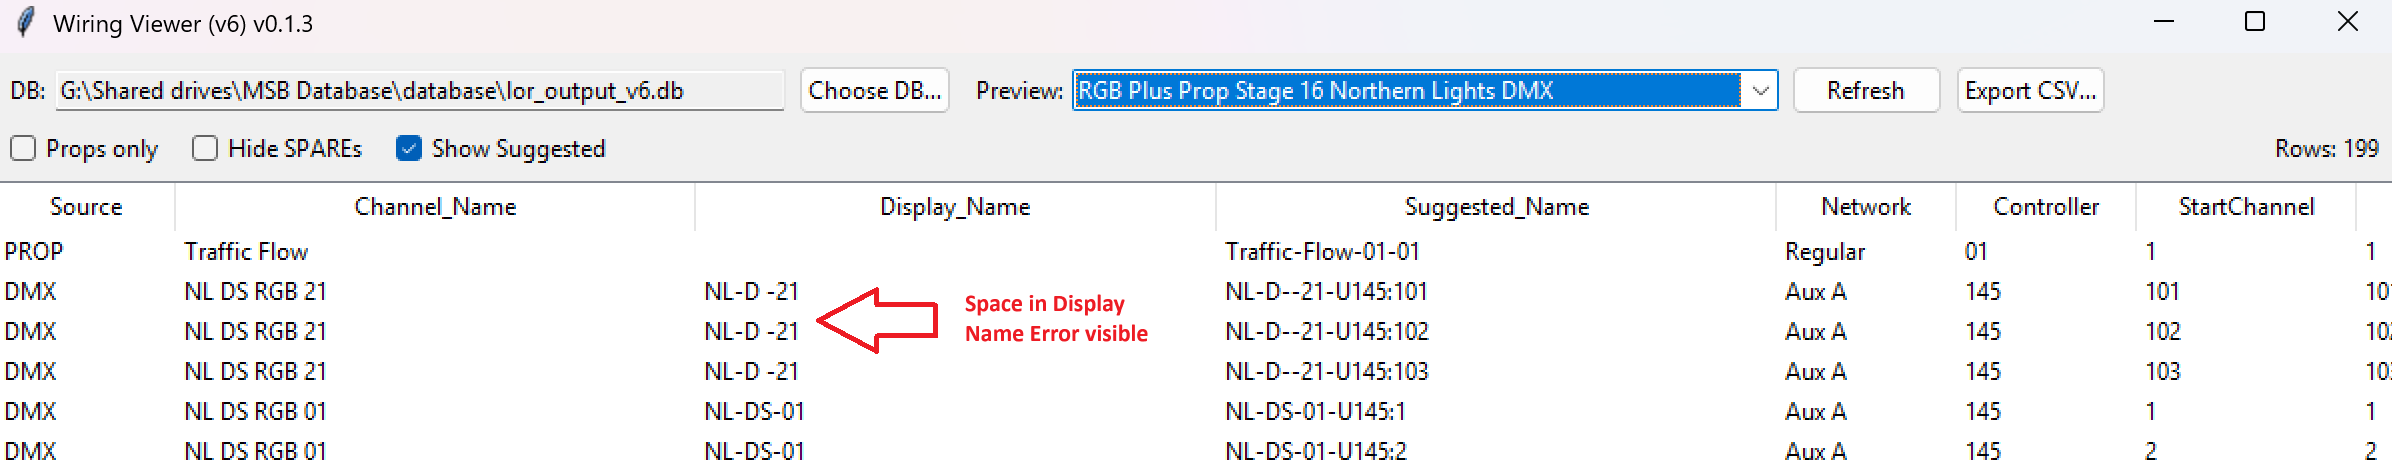 Wiring Viewer (v6) v0.1.3
DB: G:\Shared drives\MSB Database\database\lor_output_v6.db Choose DB... Preview: RGB Plus Prop Stage 16 Northern Lights DMX Refresh Export CSV...
Props only Hide SPAREs Show Suggested Rows: 199
Source Channel_Name Display_Name Suggested_Name Network Controller StartChannel
PROP Traffic Flow Traffic-Flow-01-01 Regular 01 1 1
DMX NL DS RGB 21 NL-D -21 NL-D--21-U145:101 Aux A 145 101
Space in Display
Name Error visible
DMX NL DS RGB 21 NL-D -21 NL-D--21-U145:102 Aux A 145 102
DMX NL DS RGB 21 NL-D -21 NL-D--21-U145:103 Aux A 145 103
DMX NL DS RGB 01 NL-DS-01 NL-DS-01-U145:1 Aux A 145 1 1
DMX NL DS RGB 01 NL-DS-01 NL-DS-01-U145:2 Aux A 145 2 2